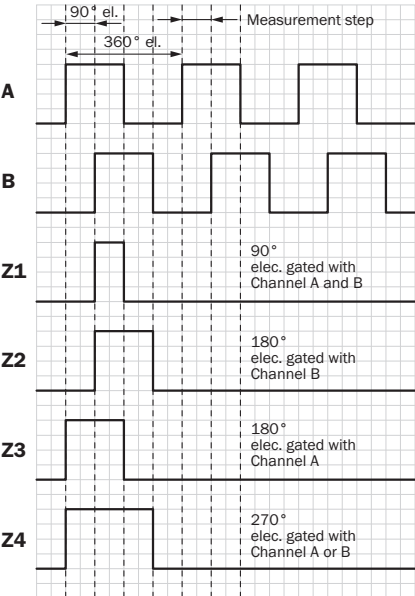 90° el.
Measurement step
360° el.
A
B
Z1
90°
elec. gated with
Channel A and B
Z2
180°
elec. gated with
Channel B
Z3
180°
elec. gated with
Channel A
Z4
270°
elec. gated with
Channel A or B